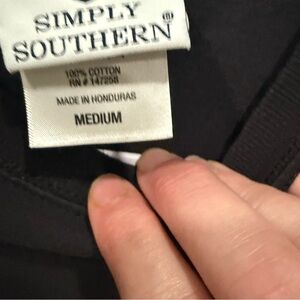 SIMPLY
SOUTHERN
100% COTTON
RN # 147258
MADE IN HONDURAS
MEDIUM